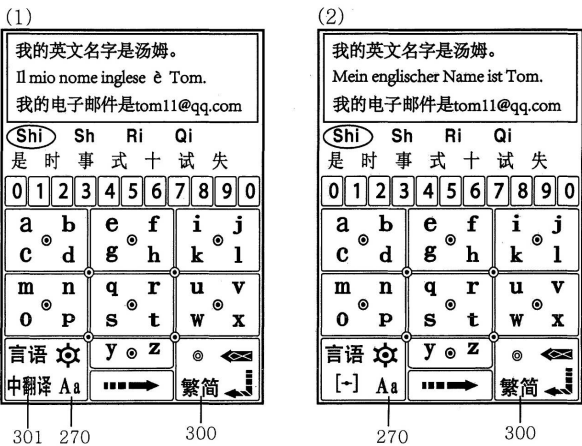 (1)
我的英文名字是汤姆。
Il mio nome inglese è Tom.
我的电子邮件是tom11@qq.com
Shi Sh Ri Qi
是 时 事 式 十 试 失
0 1 2 3 4 5 6 7 8 9 0
a b e f i j
c d g h k l
m n q r u v
o p s t w x
言语 y z
中翻译 Aa 繁简
301 270 300
(2)
我的英文名字是汤姆。
Mein englischer Name ist Tom.
我的电子邮件是tom11@qq.com
Shi Sh Ri Qi
是 时 事 式 十 试 失
0 1 2 3 4 5 6 7 8 9 0
a b e f i j
c d g h k l
m n q r u v
o p s t w x
言语 y z
[-] Aa 繁简
270 300